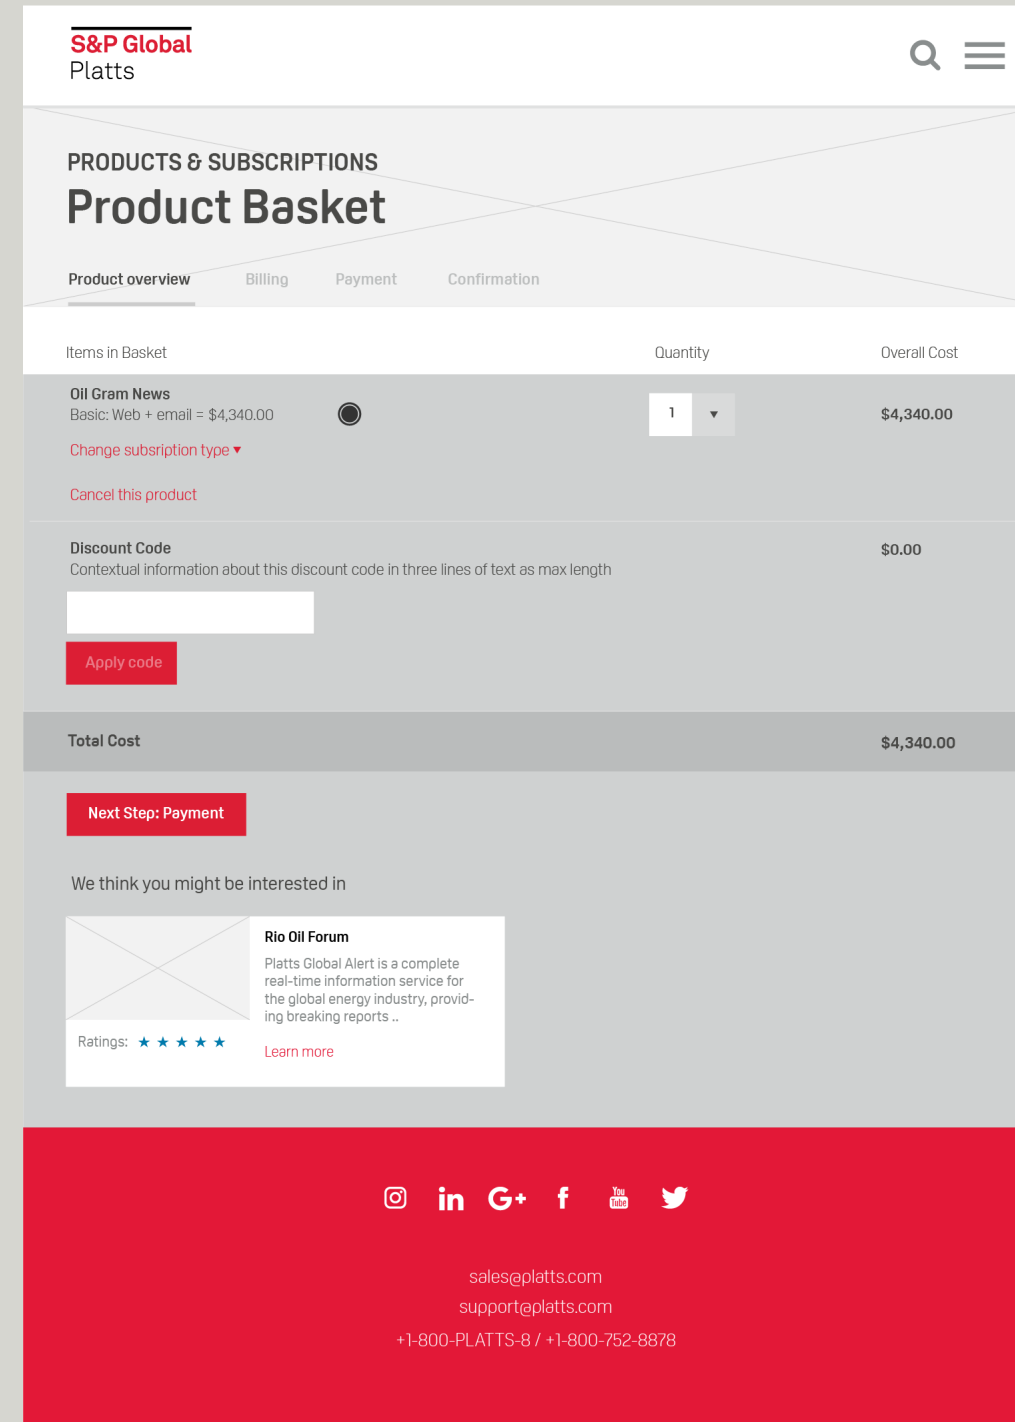 S&P Global
Platts
PRODUCTS & SUBSCRIPTIONS
Product Basket
Product overview Billing Payment Confirmation
Items in Basket Quantity Overall Cost
Oil Gram News
Basic: Web + email = $4,340.00 1 $4,340.00
Change subsription type
Cancel this product
Discount Code $0.00
Contextual information about this discount code in three lines of text as max length
Apply code
Total Cost $4,340.00
Next Step: Payment
We think you might be interested in
Rio Oil Forum
Platts Global Alert is a complete
real-time information service for
the global energy industry, provid-
ing breaking reports ..
Ratings:
Learn more
in G+ f You
Tube
sales@platts.com
support@platts.com
+1-800-PLATTS-8 / +1-800-752-8878